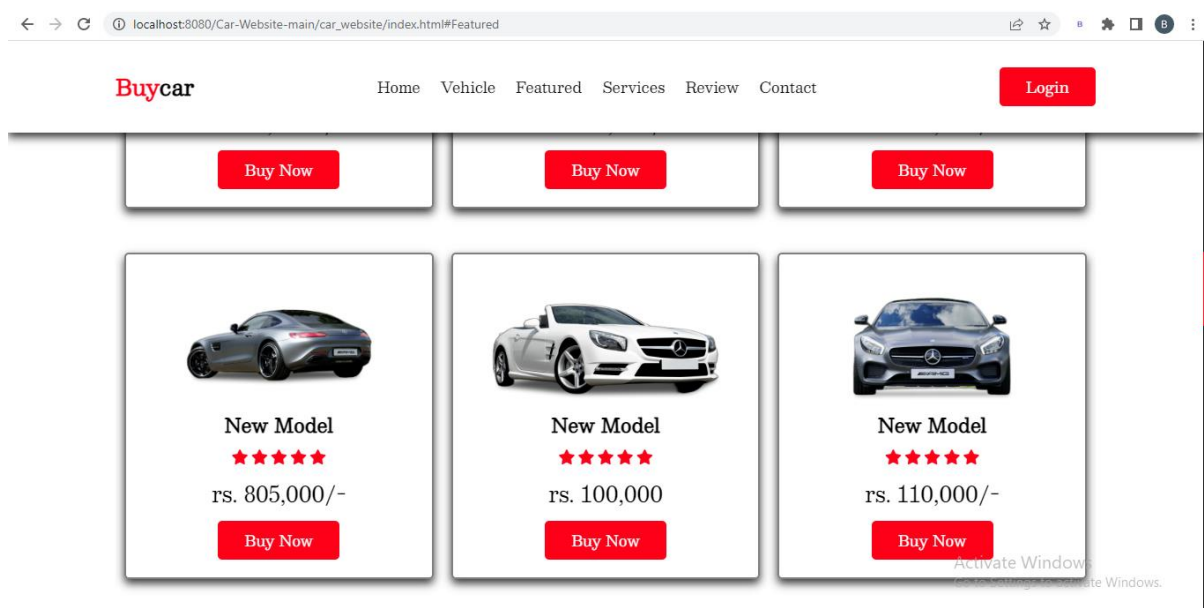 localhost:8080/Car-Website-main/car_website/index.html#Featured
B
B
Buycar Home Vehicle Featured Services Review Contact Login
Buy Now Buy Now Buy Now
AMG
New Model New Model New Model
rs. 805,000/- rs. 100,000 rs. 110,000/-
Buy Now Buy Now Buy Now
Activate Windows
Go to Settings to activate Windows.